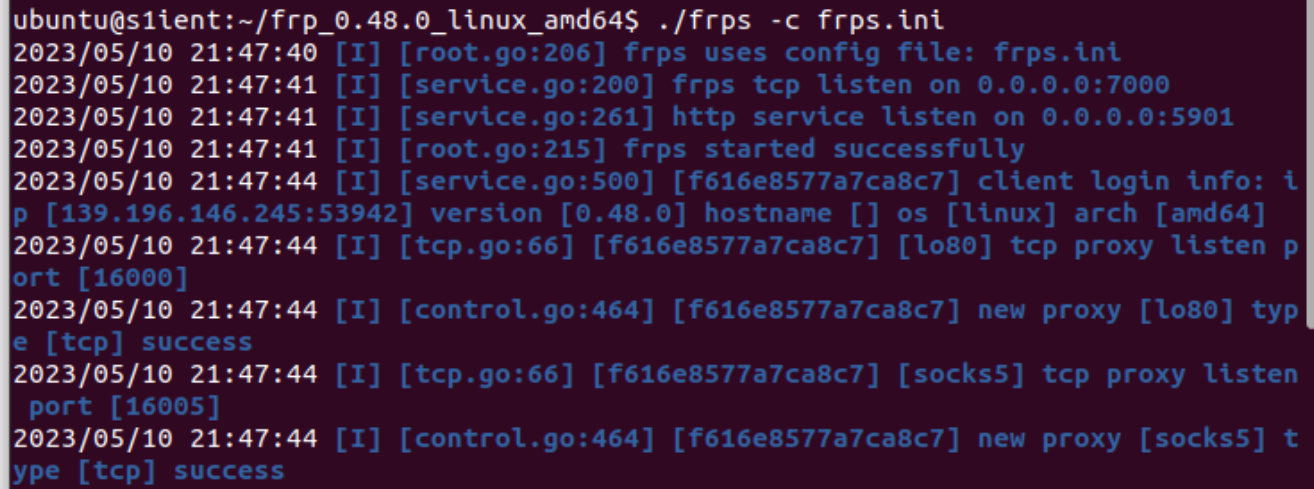 ubuntu@s1ient:~/frp_0.48.0_linux_amd64$ ./frps -c frps.ini
2023/05/10 21:47:40 [I] [root.go:206] frps uses config file: frps.ini
2023/05/10 21:47:41 [I] [service.go:200] frps tcp listen on 0.0.0.0:7000
2023/05/10 21:47:41 [I] [service.go:261] http service listen on 0.0.0.0:5901
2023/05/10 21:47:41 [I] [root.go:215] frps started successfully
2023/05/10 21:47:44 [I] [service.go:500] [f616e8577a7ca8c7] client login info: i
p [139.196.146.245:53942] version [0.48.0] hostname [] os [linux] arch [amd64]
2023/05/10 21:47:44 [I] [tcp.go:66] [f616e8577a7ca8c7] [lo80] tcp proxy listen p
ort [16000]
2023/05/10 21:47:44 [I] [control.go:464] [f616e8577a7ca8c7] new proxy [lo80] typ
e [tcp] success
2023/05/10 21:47:44 [I] [tcp.go:66] [f616e8577a7ca8c7] [socks5] tcp proxy listen
 port [16005]
2023/05/10 21:47:44 [I] [control.go:464] [f616e8577a7ca8c7] new proxy [socks5] t
ype [tcp] success